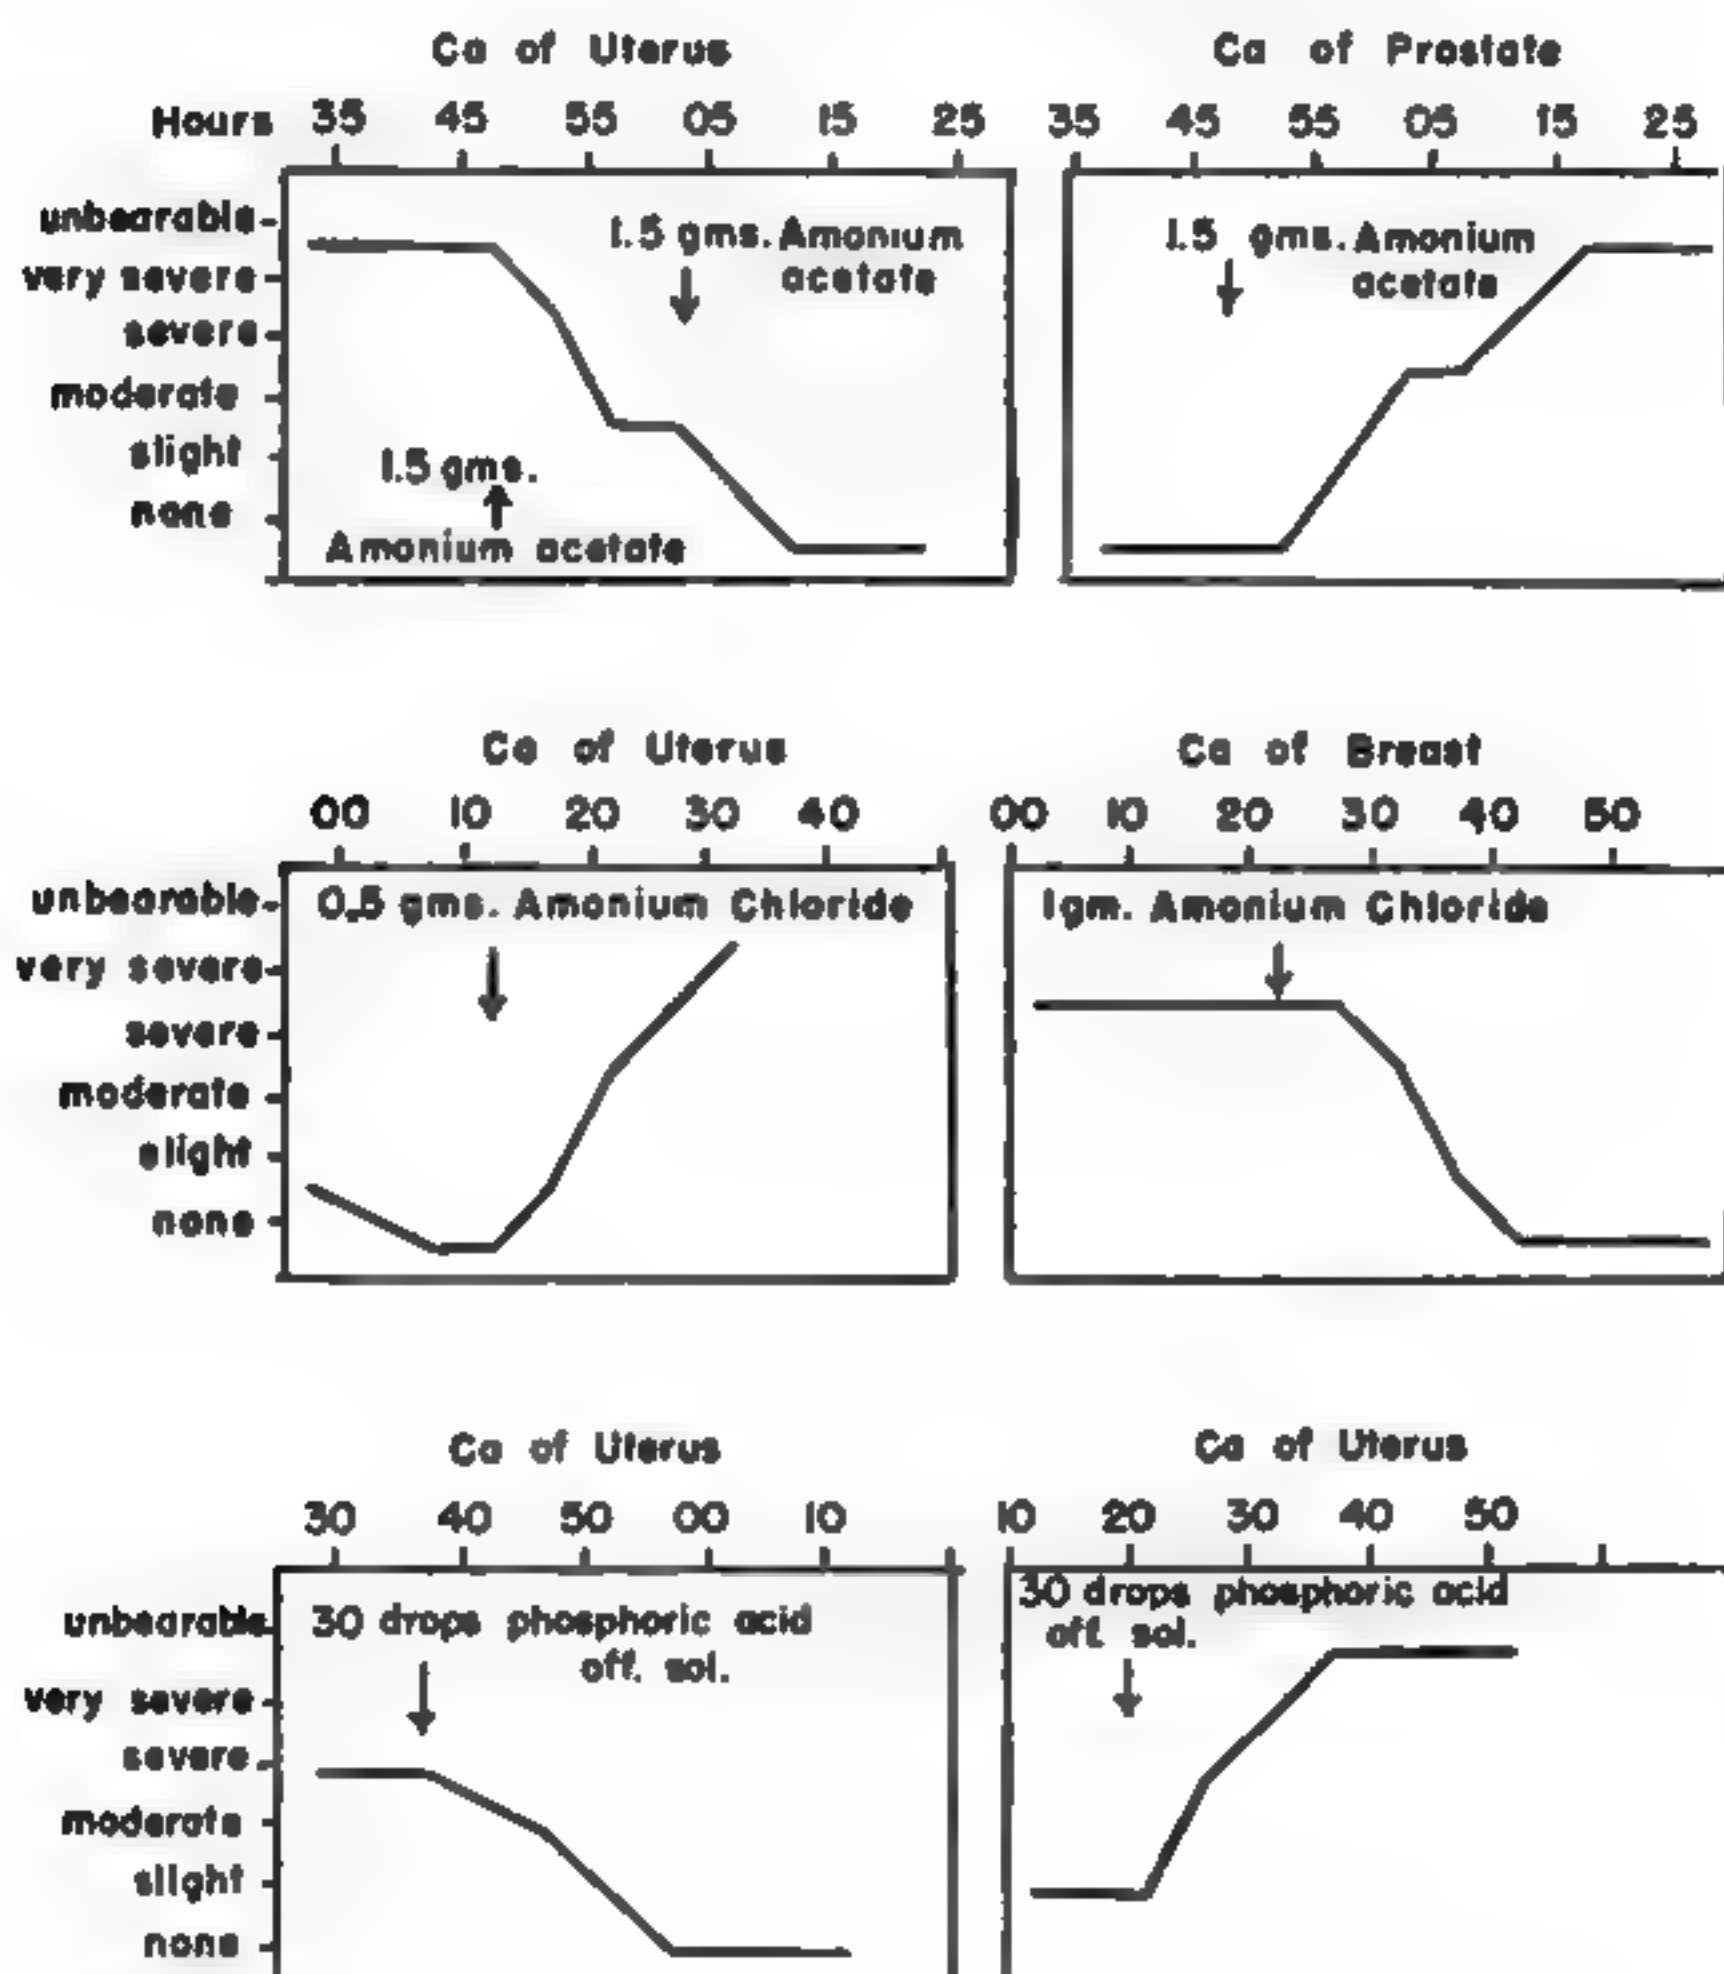 Ca of Uterus
Hours 35 45 55 05 15 25
unbearable
very severe
severe
moderate
slight
none
1.5 gms. Amonium
acetate
1.5 gms.
Amonium acetate
Ca of Prostate
35 45 55 05 15 25
1.5 gms. Amonium
acetate
Ca of Uterus
00 10 20 30 40
unbearable
very severe
severe
moderate
slight
none
0.5 gms. Amonium Chloride
Ca of Breast
00 10 20 30 40 50
1gm. Amonium Chloride
Ca of Uterus
30 40 50 00 10
unbearable
very severe
severe
moderate
slight
none
30 drops phosphoric acid
off. sol.
Ca of Uterus
10 20 30 40 50
30 drops phosphoric acid
off. sol.